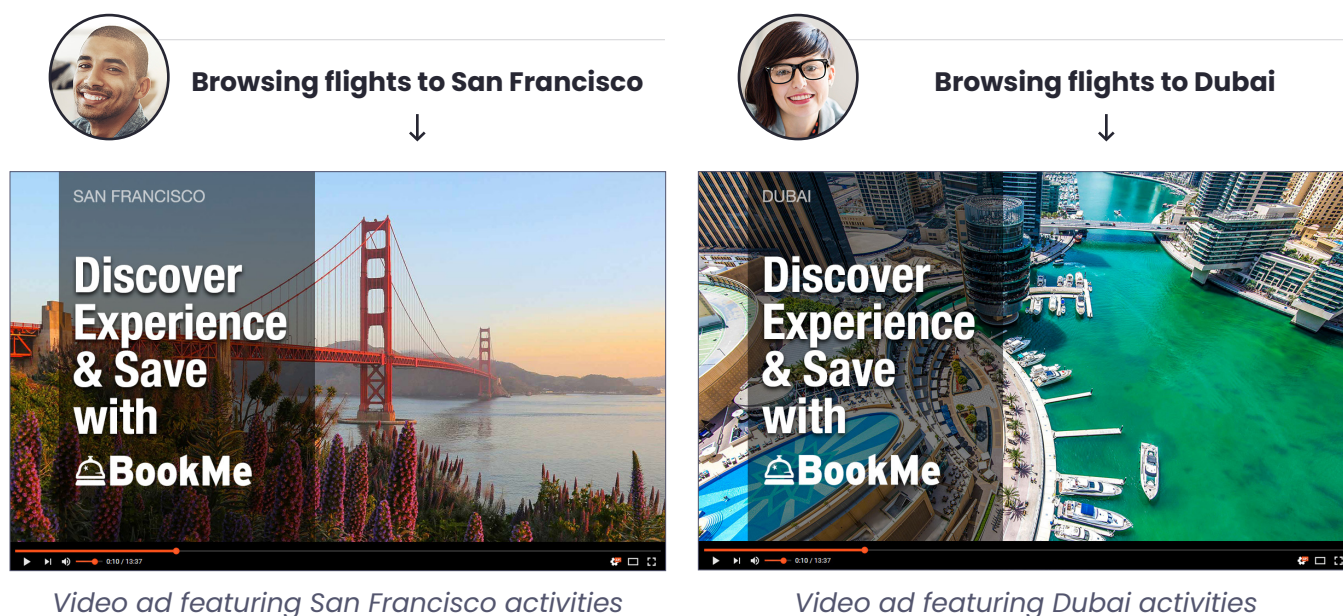 Browsing flights to San Francisco
SAN FRANCISCO
Discover
Experience
& Save
with
BookMe
0:10 / 13:37
Video ad featuring San Francisco activities
Browsing flights to Dubai
DUBAI
Discover
Experience
& Save
with
BookMe
0:10 / 13:37
Video ad featuring Dubai activities